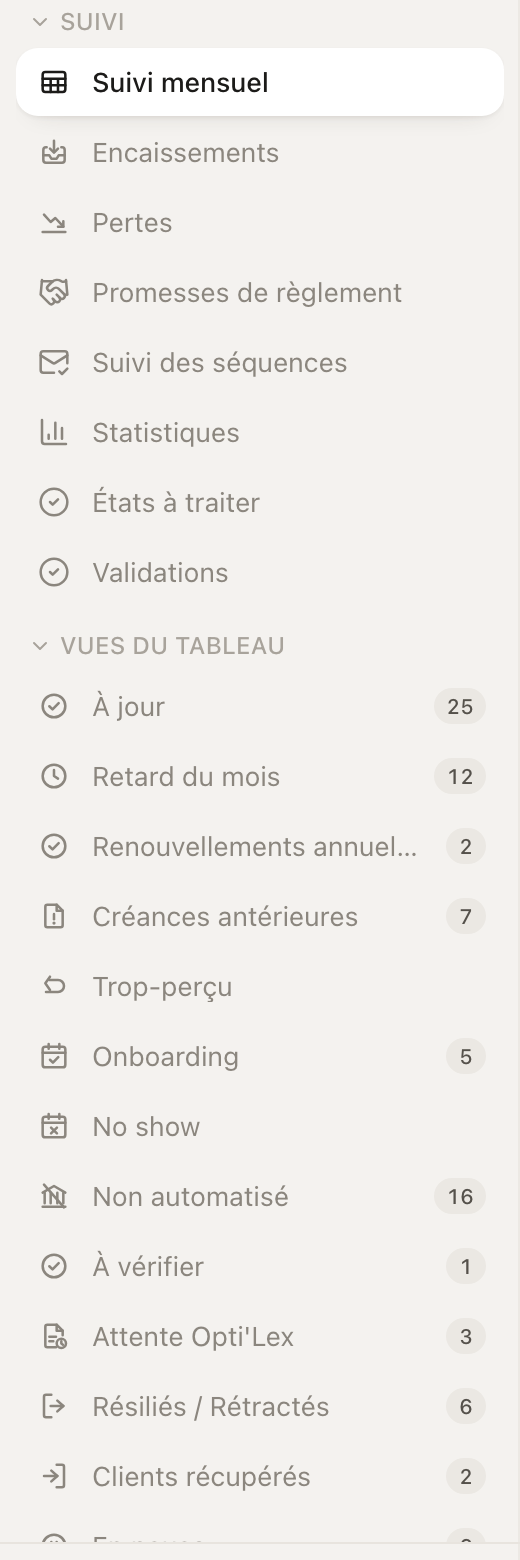 SUIVI
Suivi mensuel
Encaissements
Pertes
Promesses de règlement
Suivi des séquences
Statistiques
États à traiter
Validations
VUES DU TABLEAU
À jour 25
Retard du mois 12
Renouvellements annuel... 2
Créances antérieures 7
Trop-perçu
Onboarding 5
No show
Non automatisé 16
À vérifier 1
Attente Opti'Lex 3
Résiliés / Rétractés 6
Clients récupérés 2